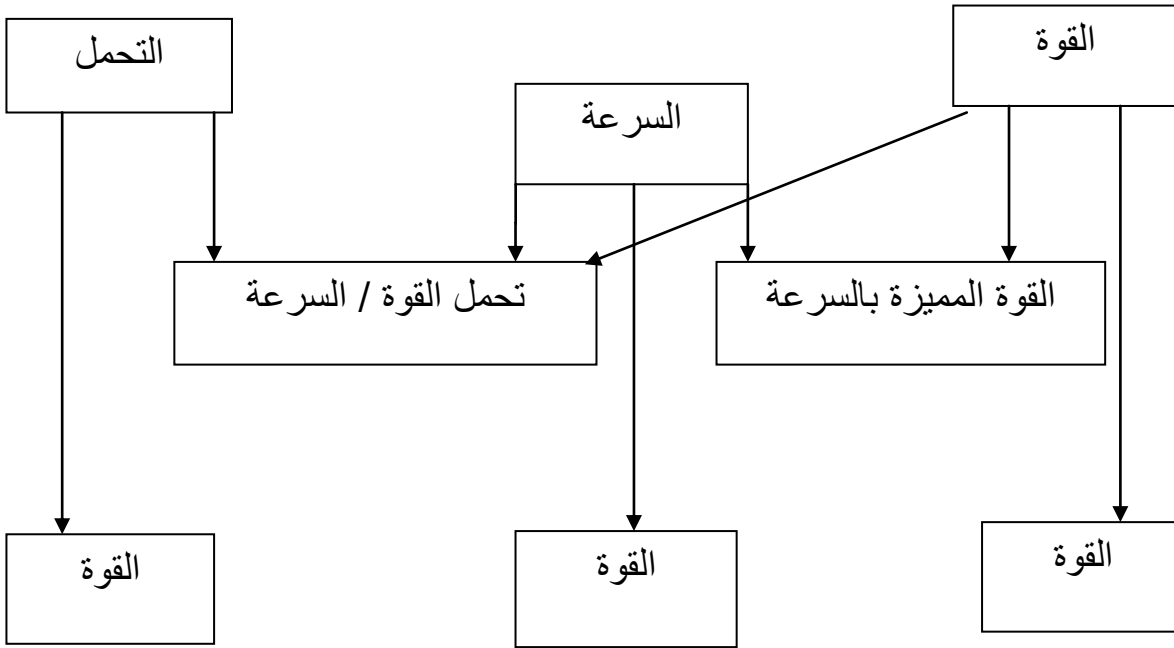 القوة
التحمل
السرعة
القوة المميزة بالسرعة
تحمل القوة / السرعة
القوة
القوة
القوة